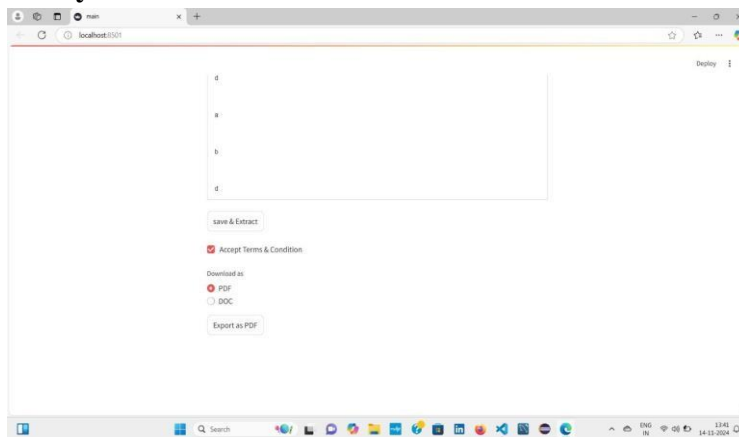 main
localhost:8501
Deploy
d
a
b
d
save & Extract
Accept Terms & Condition
Download as
PDF
DOC
Export as PDF
Search
ENG
IN
13:41
14-11-2024